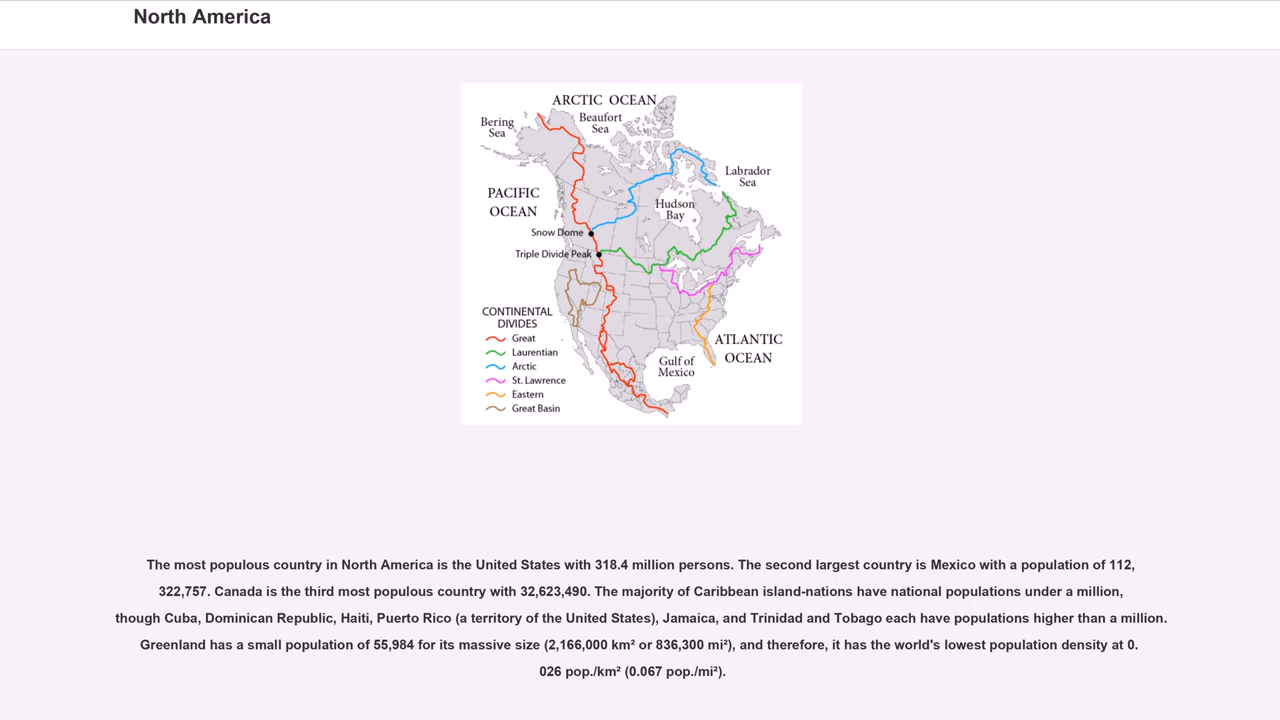 North America
ARCTIC OCEAN
Bering
Sea
Beaufort
Sea
Labrador
Sea
PACIFIC
OCEAN
Hudson
Bay
Snow Dome
Triple Divide Peak
CONTINENTAL
DIVIDES
Great
Laurentian
Arctic
St. Lawrence
Eastern
Great Basin
ATLANTIC
OCEAN
Gulf of
Mexico
The most populous country in North America is the United States with 318.4 million persons. The second largest country is Mexico with a population of 112,
322,757. Canada is the third most populous country with 32,623,490. The majority of Caribbean island-nations have national populations under a million,
though Cuba, Dominican Republic, Haiti, Puerto Rico (a territory of the United States), Jamaica, and Trinidad and Tobago each have populations higher than a million.
Greenland has a small population of 55,984 for its massive size (2,166,000 km² or 836,300 mi²), and therefore, it has the world's lowest population density at 0.
026 pop./km² (0.067 pop./mi²).